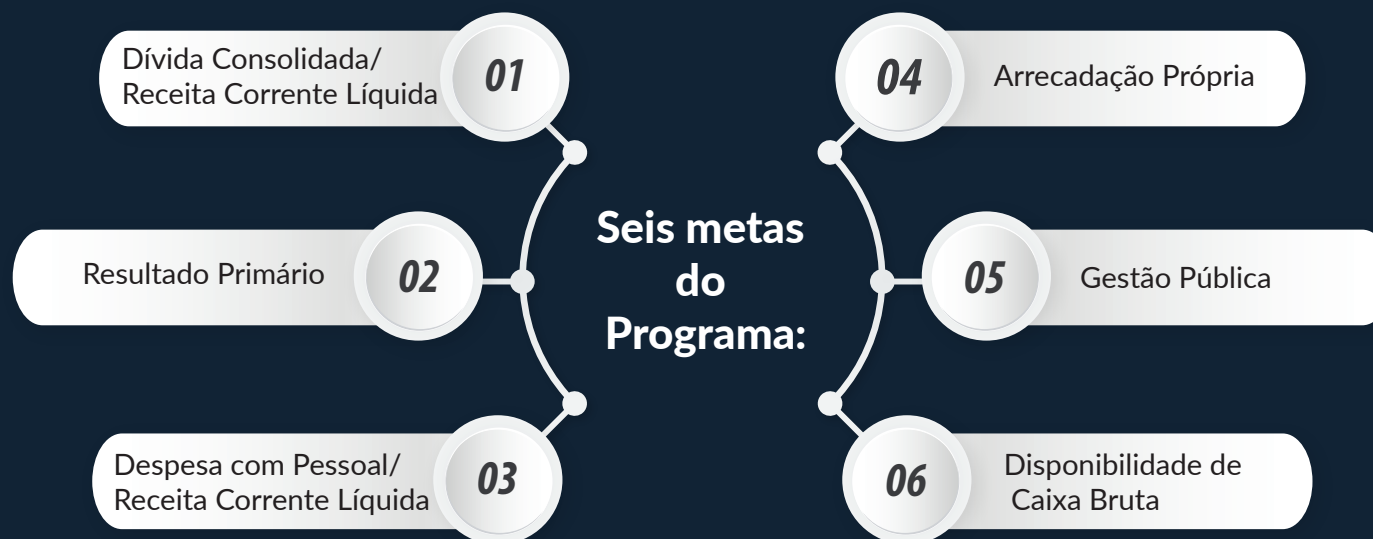 Seis metas
do
Programa:
01
Dívida Consolidada/
Receita Corrente Líquida
02
Resultado Primário
03
Despesa com Pessoal/
Receita Corrente Líquida
04
Arrecadação Própria
05
Gestão Pública
06
Disponibilidade de
Caixa Bruta